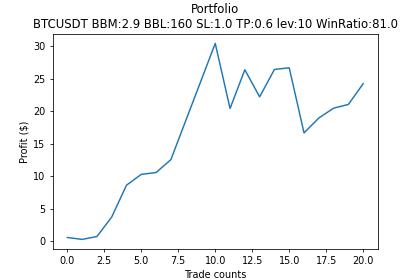 Portfolio
BTCUSDT BBM:2.9 BBL:160 SL:1.0 TP:0.6 lev:10 WinRatio:81.0
30
25
20
15
10
5
0
Profit ($)
0.0 2.5 5.0 7.5 10.0 12.5 15.0 17.5 20.0
Trade counts